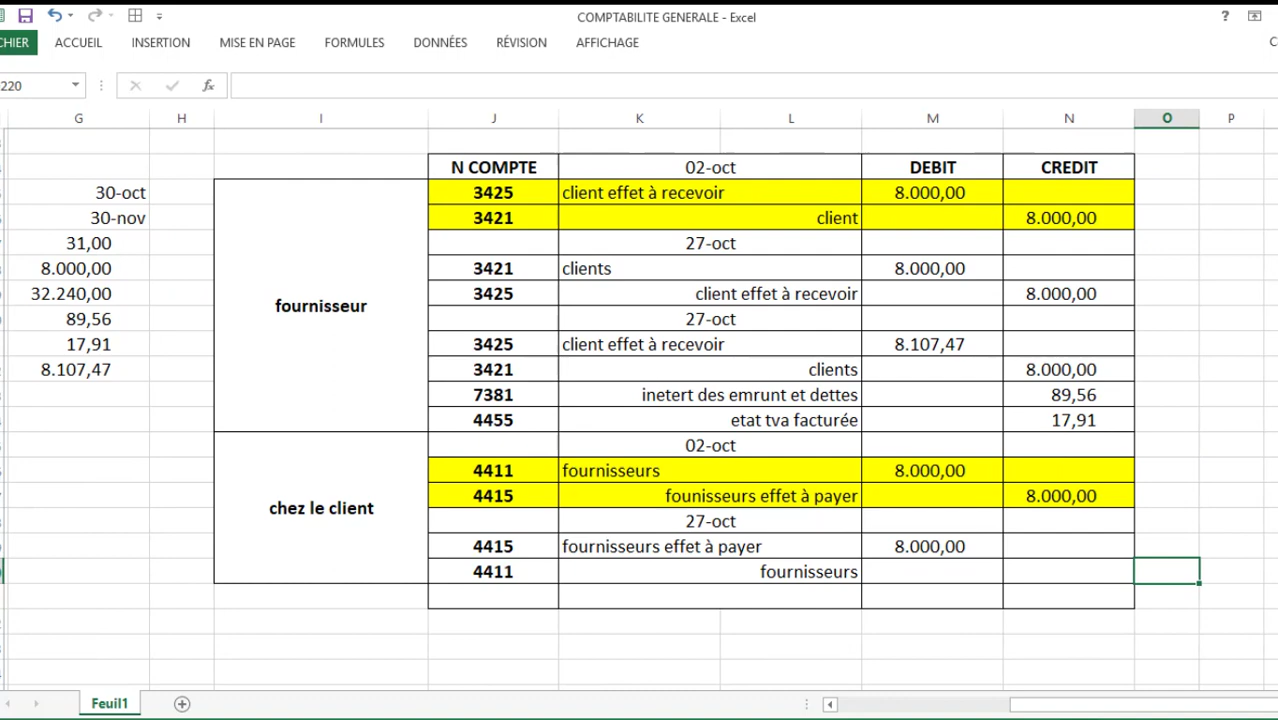 COMPTABILITE GENERALE - Excel
?
CHIER ACCUEIL INSERTION MISE EN PAGE FORMULES DONNÉES RÉVISION AFFICHAGE
220 fx
G H I J K L M N O P
N COMPTE 02-oct DEBIT CREDIT
30-oct 3425 client effet à recevoir 8.000,00
30-nov 3421 client 8.000,00
31,00 27-oct
8.000,00 3421 clients 8.000,00
32.240,00 3425 client effet à recevoir 8.000,00
fournisseur
89,56 27-oct
17,91 3425 client effet à recevoir 8.107,47
8.107,47 3421 clients 8.000,00
7381 inetert des emrunt et dettes 89,56
4455 etat tva facturée 17,91
02-oct
4411 fournisseurs 8.000,00
4415 founisseurs effet à payer 8.000,00
chez le client
27-oct
4415 fournisseurs effet à payer 8.000,00
4411 fournisseurs
Feuil1